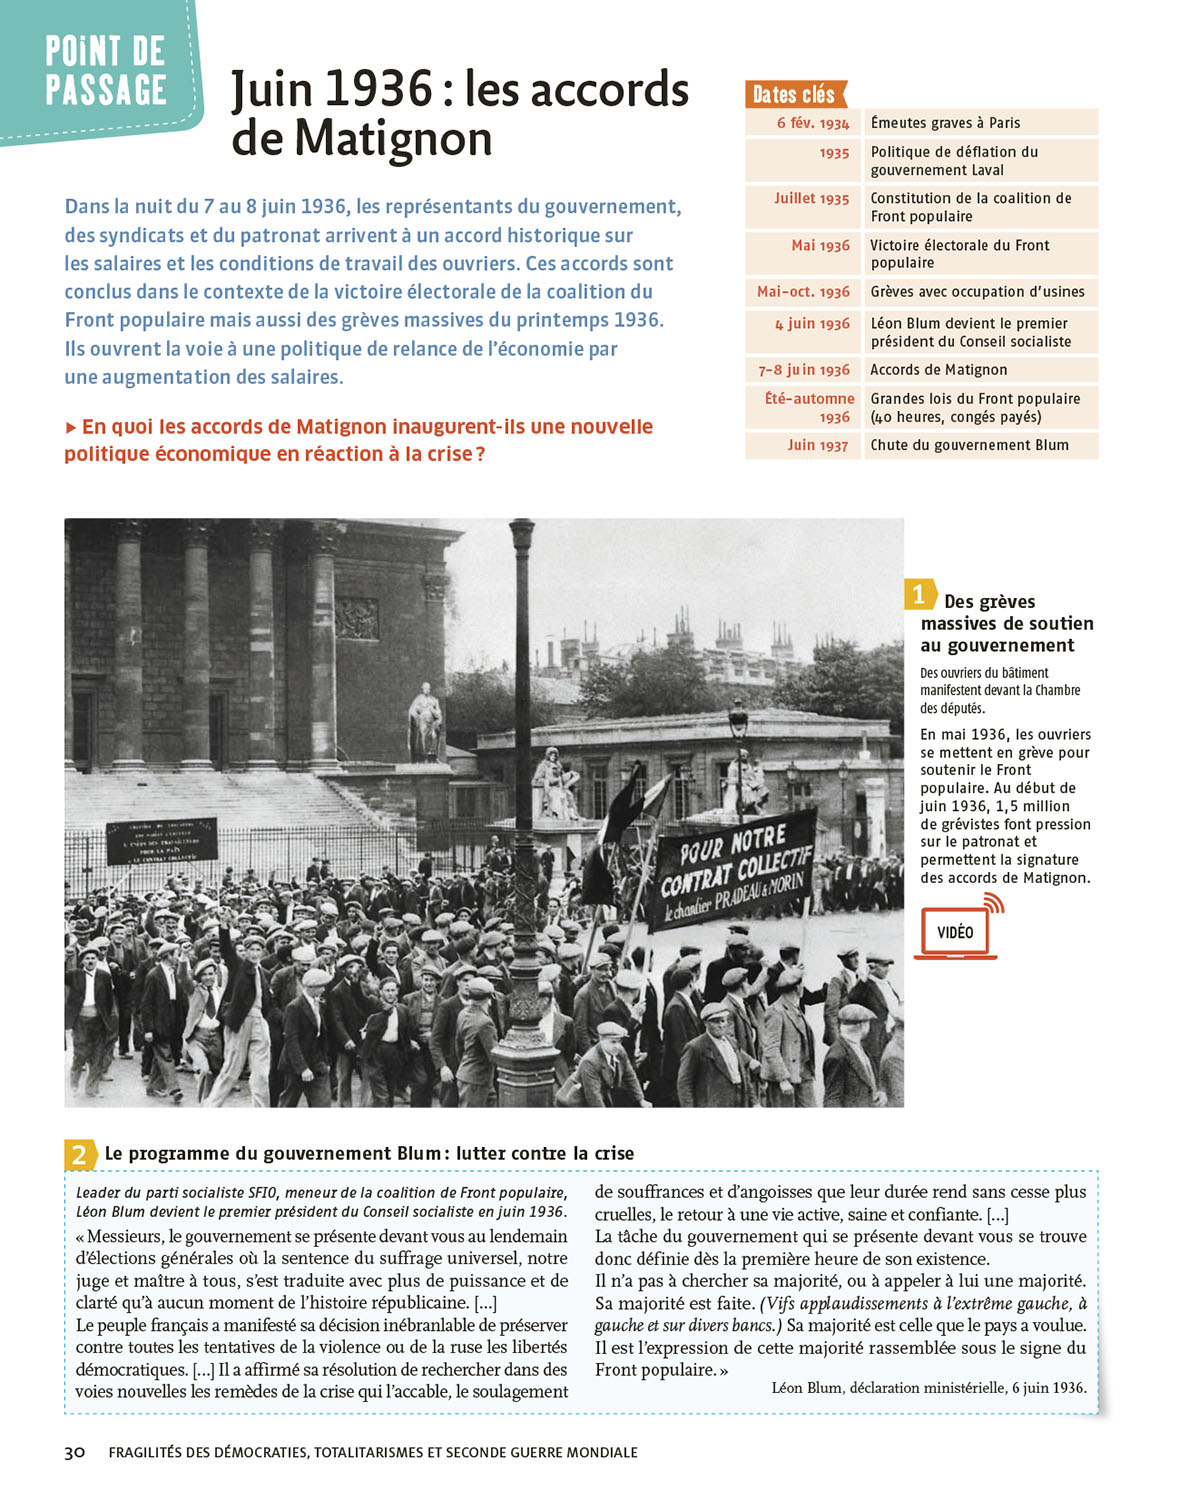 POiNT DE
PASSAGE
Juin 1936 : les accords
de Matignon
Dans la nuit du 7 au 8 juin 1936, les représentants du gouvernement,
des syndicats et du patronat arrivent à un accord historique sur
les salaires et les conditions de travail des ouvriers. Ces accords sont
conclus dans le contexte de la victoire électorale de la coalition du
Front populaire mais aussi des grèves massives du printemps 1936.
Ils ouvrent la voie à une politique de relance de l’économie par
une augmentation des salaires.
▶ En quoi les accords de Matignon inaugurent-ils une nouvelle
politique économique en réaction à la crise ?
Dates clés
6 fév. 1934 Émeutes graves à Paris
1935 Politique de déflation du
gouvernement Laval
Juillet 1935 Constitution de la coalition de
Front populaire
Mai 1936 Victoire électorale du Front
populaire
Mai-oct. 1936 Grèves avec occupation d’usines
4 juin 1936 Léon Blum devient le premier
président du Conseil socialiste
7-8 juin 1936 Accords de Matignon
Été-automne Grandes lois du Front populaire
1936 (40 heures, congés payés)
Juin 1937 Chute du gouvernement Blum
POUR LA PAIX
LE CONTRAT COLLECTIF
POUR NOTRE
CONTRAT COLLECTIF
le chantier PRADEAU & MORIN
1 Des grèves
massives de soutien
au gouvernement
Des ouvriers du bâtiment
manifestent devant la Chambre
des députés.
En mai 1936, les ouvriers
se mettent en grève pour
soutenir le Front
populaire. Au début de
juin 1936, 1,5 million
de grévistes font pression
sur le patronat et
permettent la signature
des accords de Matignon.
VIDÉO
2 Le programme du gouvernement Blum : lutter contre la crise
Leader du parti socialiste SFIO, meneur de la coalition de Front populaire,
Léon Blum devient le premier président du Conseil socialiste en juin 1936.
« Messieurs, le gouvernement se présente devant vous au lendemain
d’élections générales où la sentence du suffrage universel, notre
juge et maître à tous, s’est traduite avec plus de puissance et de
clarté qu’à aucun moment de l’histoire républicaine. [...]
Le peuple français a manifesté sa décision inébranlable de préserver
contre toutes les tentatives de la violence ou de la ruse les libertés
démocratiques. [...] Il a affirmé sa résolution de rechercher dans des
voies nouvelles les remèdes de la crise qui l’accable, le soulagement
de souffrances et d’angoisses que leur durée rend sans cesse plus
cruelles, le retour à une vie active, saine et confiante. [...]
La tâche du gouvernement qui se présente devant vous se trouve
donc définie dès la première heure de son existence.
Il n’a pas à chercher sa majorité, ou à appeler à lui une majorité.
Sa majorité est faite. (Vifs applaudissements à l’extrême gauche, à
gauche et sur divers bancs.) Sa majorité est celle que le pays a voulue.
Il est l’expression de cette majorité rassemblée sous le signe du
Front populaire. »
Léon Blum, déclaration ministérielle, 6 juin 1936.
30 FRAGILITÉS DES DÉMOCRATIES, TOTALITARISMES ET SECONDE GUERRE MONDIALE